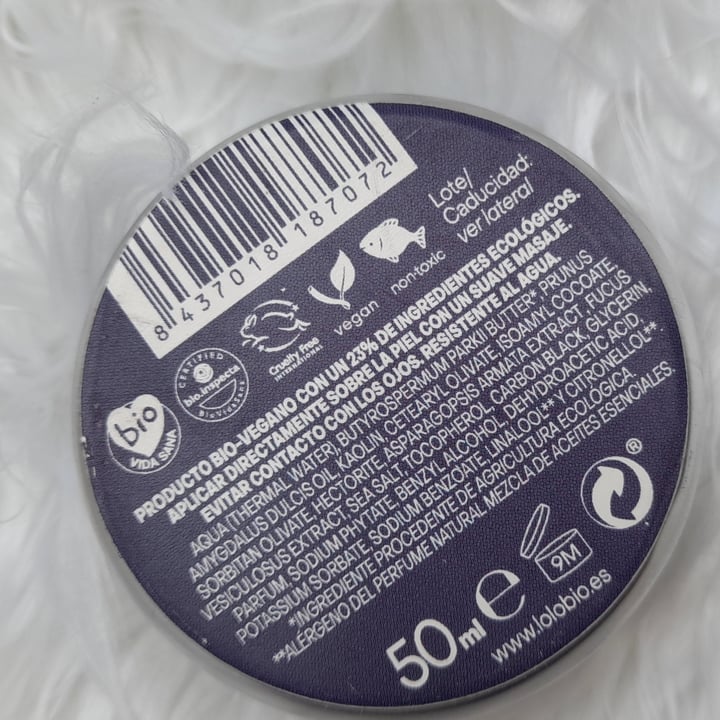 8 437018 187072
Lote/
Caducidad:
ver lateral
Cruelty Free
INTERNATIONAL
vegan
non-toxic
bio
VIDA SANA
CERTIFIED
bio.inspecta
BioVidaSana
PRODUCTO BIO-VEGANO CON UN 23% DE INGREDIENTES ECOLÓGICOS.
APLICAR DIRECTAMENTE SOBRE LA PIEL CON UN SUAVE MASAJE.
EVITAR CONTACTO CON LOS OJOS. RESISTENTE AL AGUA.
AQUA (THERMAL WATER), BUTYROSPERMUM PARKII BUTTER*, PRUNUS
AMYGDALUS DULCIS OIL, KAOLIN, CETEARYL OLIVATE, ISOAMYL COCOATE,
SORBITAN OLIVATE, HECTORITE, ASPARAGOPSIS ARMATA EXTRACT, FUCUS
VESICULOSUS EXTRACT, SEA SALT, TOCOPHEROL, CARBON BLACK, GLYCERIN,
PARFUM, SODIUM PHYTATE, BENZYL ALCOHOL, DEHYDROACETIC ACID,
POTASSIUM SORBATE, SODIUM BENZOATE, LINALOOL** Y CITRONELLOL**.
*INGREDIENTE PROCEDENTE DE AGRICULTURA ECOLÓGICA.
**ALÉRGENO DEL PERFUME NATURAL MEZCLA DE ACEITES ESENCIALES.
®
9M
50 ml e
www.lolobio.es